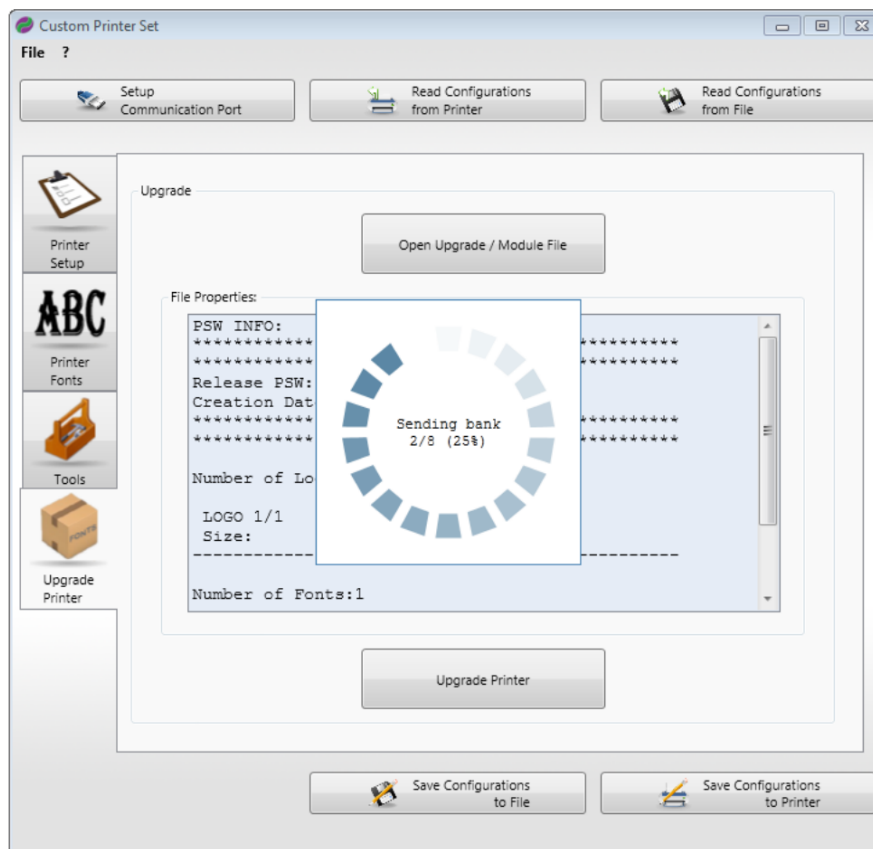 Custom Printer Set
File ?
Setup
Communication Port
Read Configurations
from Printer
Read Configurations
from File
Printer
Setup
ABC
Printer
Fonts
Tools
FONTS
Upgrade
Printer
Upgrade
Open Upgrade / Module File
File Properties:
PSW INFO:
************ **********
************ **********
Release PSW:
Creation Dat
************ **********
************ **********
Number of Lo
LOGO 1/1
Size:
------------ ----------
Number of Fonts:1
Sending bank
2/8 (25%)
Upgrade Printer
Save Configurations
to File
Save Configurations
to Printer